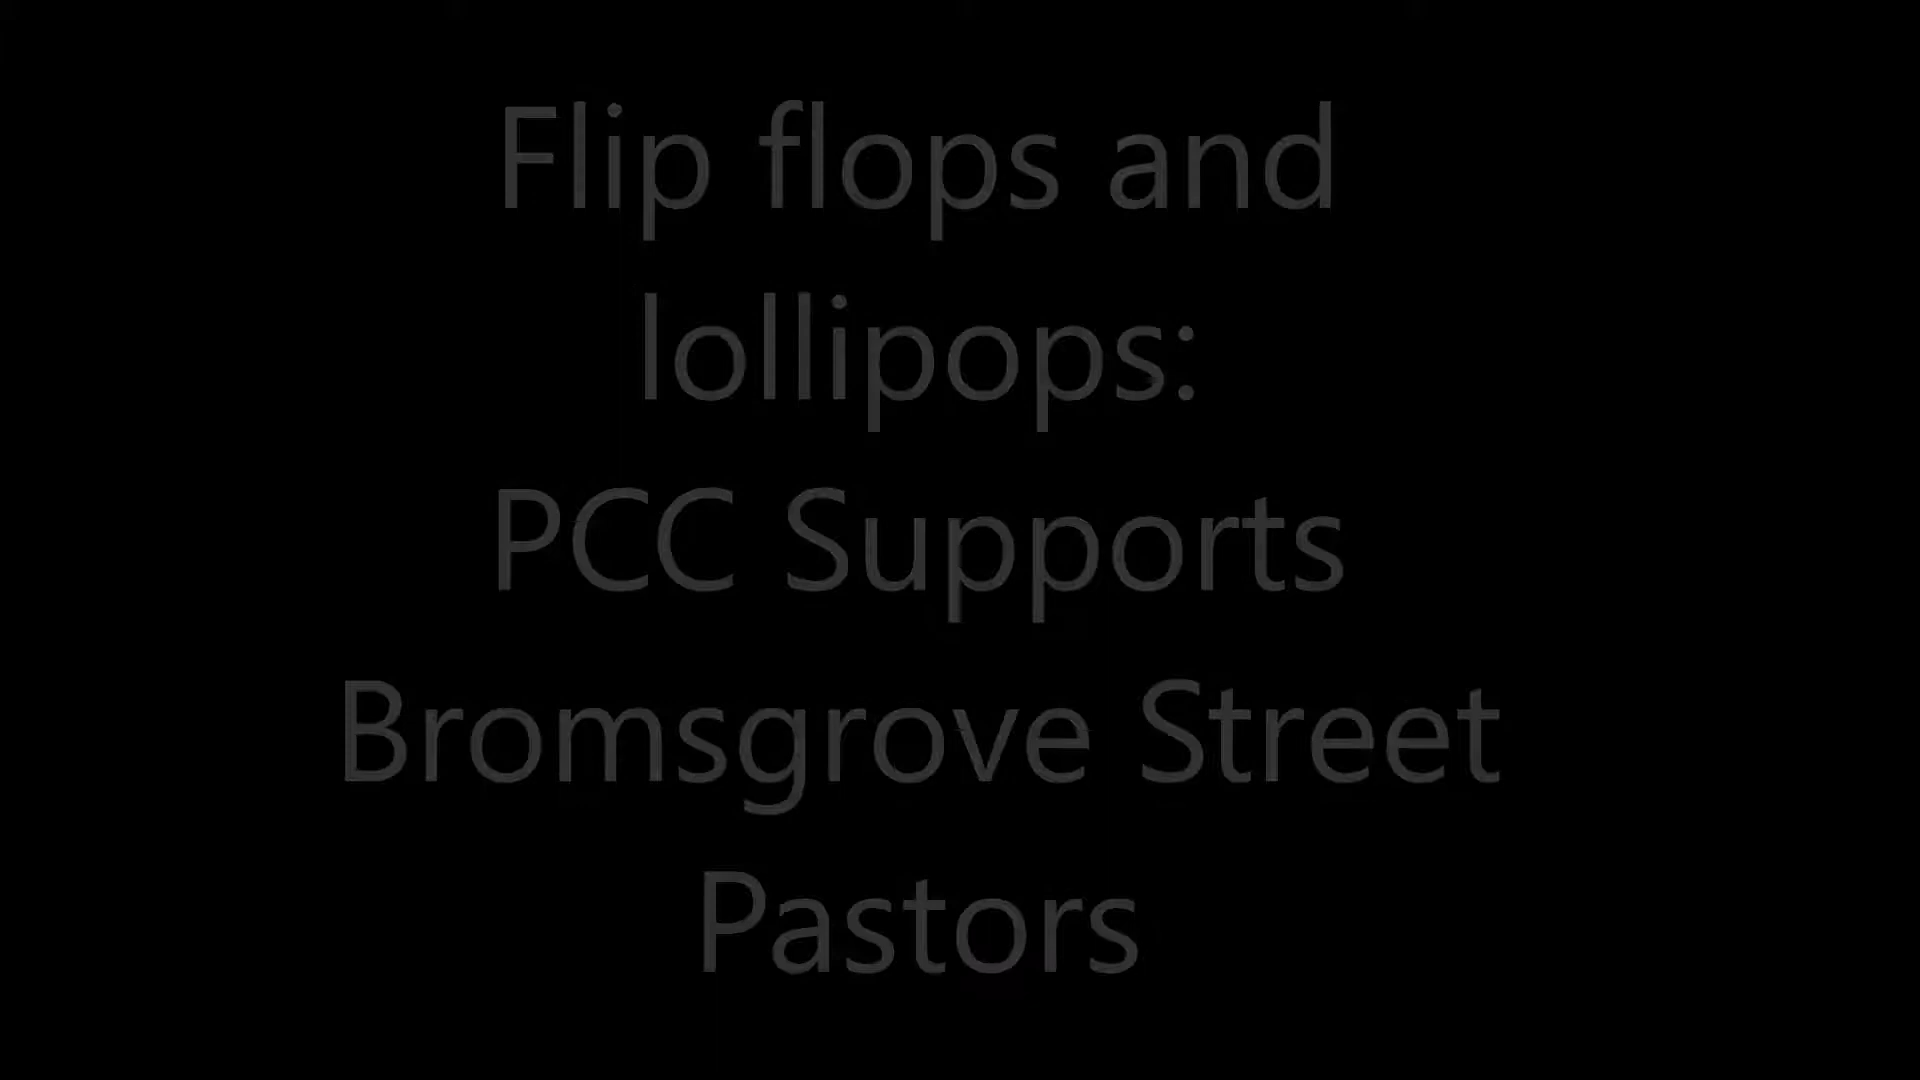 Flip flops and
lollipops:
PCC Supports
Bromsgrove Street
Pastors